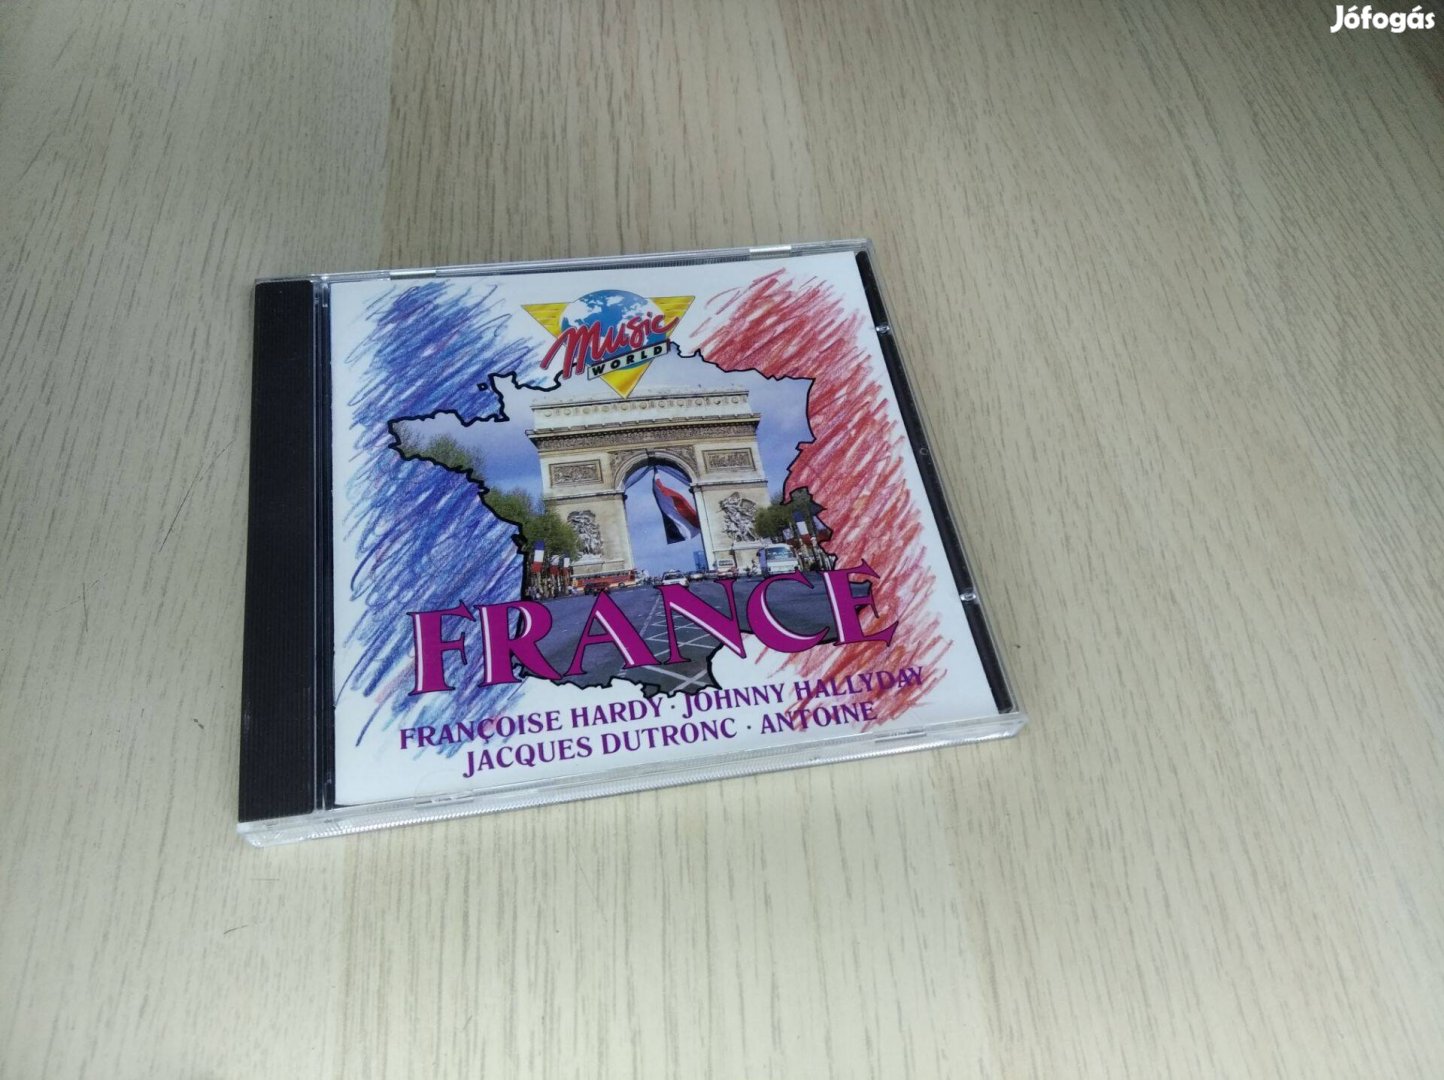 Jófogás
Music
WORLD
FRANCE
FRANÇOISE HARDY · JOHNNY HALLYDAY
JACQUES DUTRONC · ANTOINE